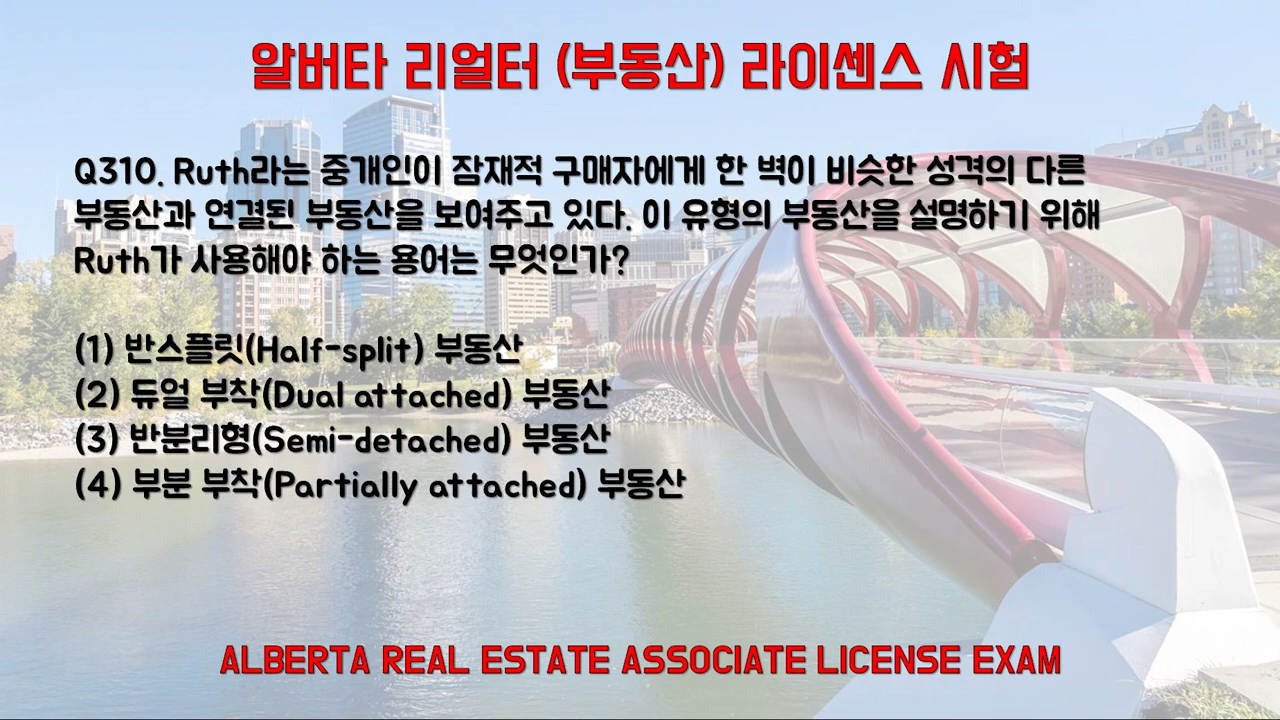 알버타 리얼터 (부동산) 라이센스 시험
Q310. Ruth라는 중개인이 잠재적 구매자에게 한 벽이 비슷한 성격의 다른
부동산과 연결된 부동산을 보여주고 있다. 이 유형의 부동산을 설명하기 위해
Ruth가 사용해야 하는 용어는 무엇인가?
(1) 반스플릿(Half-split) 부동산
(2) 듀얼 부착(Dual attached) 부동산
(3) 반분리형(Semi-detached) 부동산
(4) 부분 부착(Partially attached) 부동산
ALBERTA REAL ESTATE ASSOCIATE LICENSE EXAM